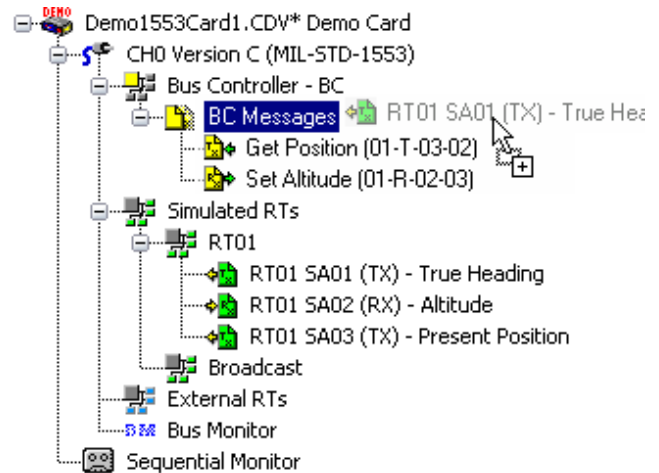 DEMO
Demo1553Card1.CDV* Demo Card
CH0 Version C (MIL-STD-1553)
Bus Controller - BC
BC Messages RT01 SA01 (TX) - True Hea
Get Position (01-T-03-02)
Set Altitude (01-R-02-03)
Simulated RTs
RT01
RT01 SA01 (TX) - True Heading
RT01 SA02 (RX) - Altitude
RT01 SA03 (TX) - Present Position
Broadcast
External RTs
BM Bus Monitor
Sequential Monitor